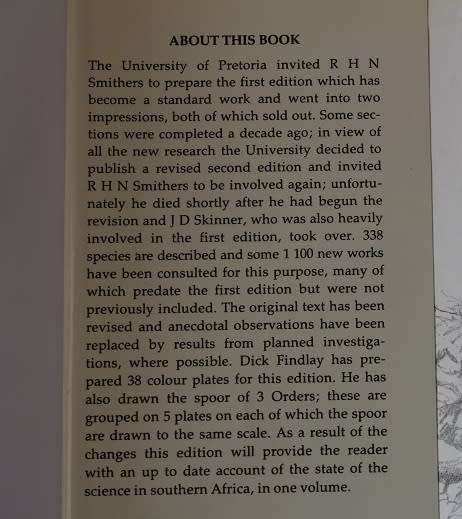 ABOUT THIS BOOK
The University of Pretoria invited R H N
Smithers to prepare the first edition which has
become a standard work and went into two
impressions, both of which sold out. Some sec-
tions were completed a decade ago; in view of
all the new research the University decided to
publish a revised second edition and invited
R H N Smithers to be involved again; unfortu-
nately he died shortly after he had begun the
revision and J D Skinner, who was also heavily
involved in the first edition, took over. 338
species are described and some 1 100 new works
have been consulted for this purpose, many of
which predate the first edition but were not
previously included. The original text has been
revised and anecdotal observations have been
replaced by results from planned investiga-
tions, where possible. Dick Findlay has pre-
pared 38 colour plates for this edition. He has
also drawn the spoor of 3 Orders; these are
grouped on 5 plates on each of which the spoor
are drawn to the same scale. As a result of the
changes this edition will provide the reader
with an up to date account of the state of the
science in southern Africa, in one volume.